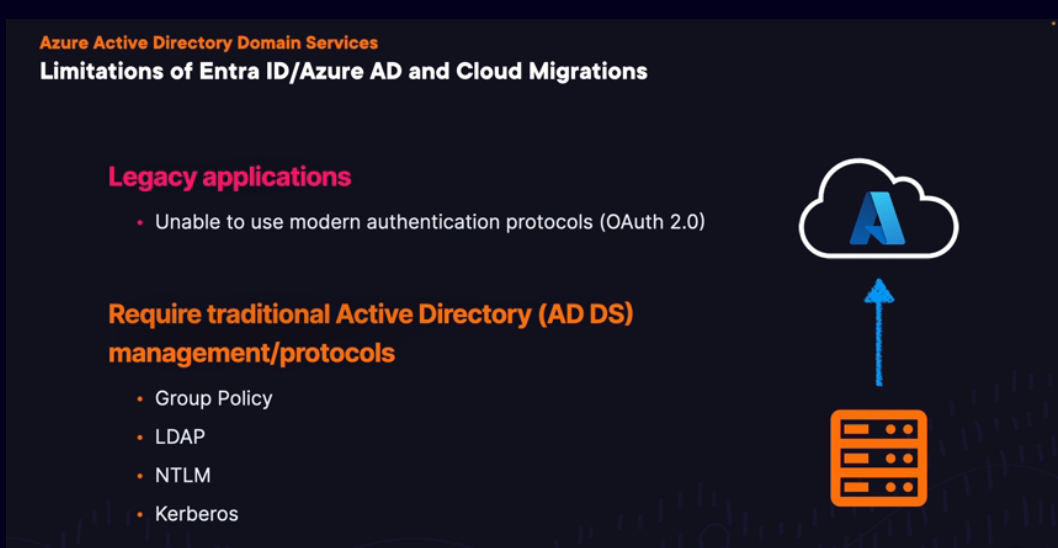 Azure Active Directory Domain Services
Limitations of Entra ID/Azure AD and Cloud Migrations
Legacy applications
• Unable to use modern authentication protocols (OAuth 2.0)
Require traditional Active Directory (AD DS)
management/protocols
• Group Policy
• LDAP
• NTLM
• Kerberos